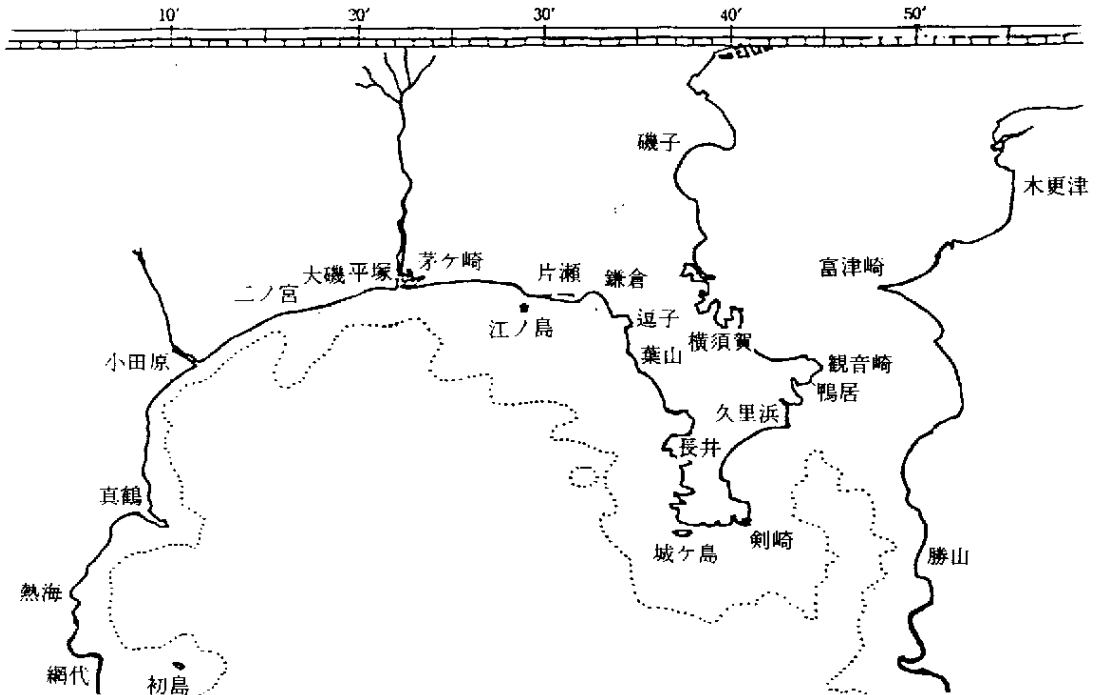 10′ 20′ 30′ 40′ 50′
磯子
木更津
富津崎
大磯 平塚 茅ケ崎 片瀬 鎌倉
二ノ宮
江ノ島
逗子
横須賀
葉山
小田原
観音崎
鴨居
久里浜
長井
真鶴
剣崎
城ケ島
勝山
熱海
網代
初島